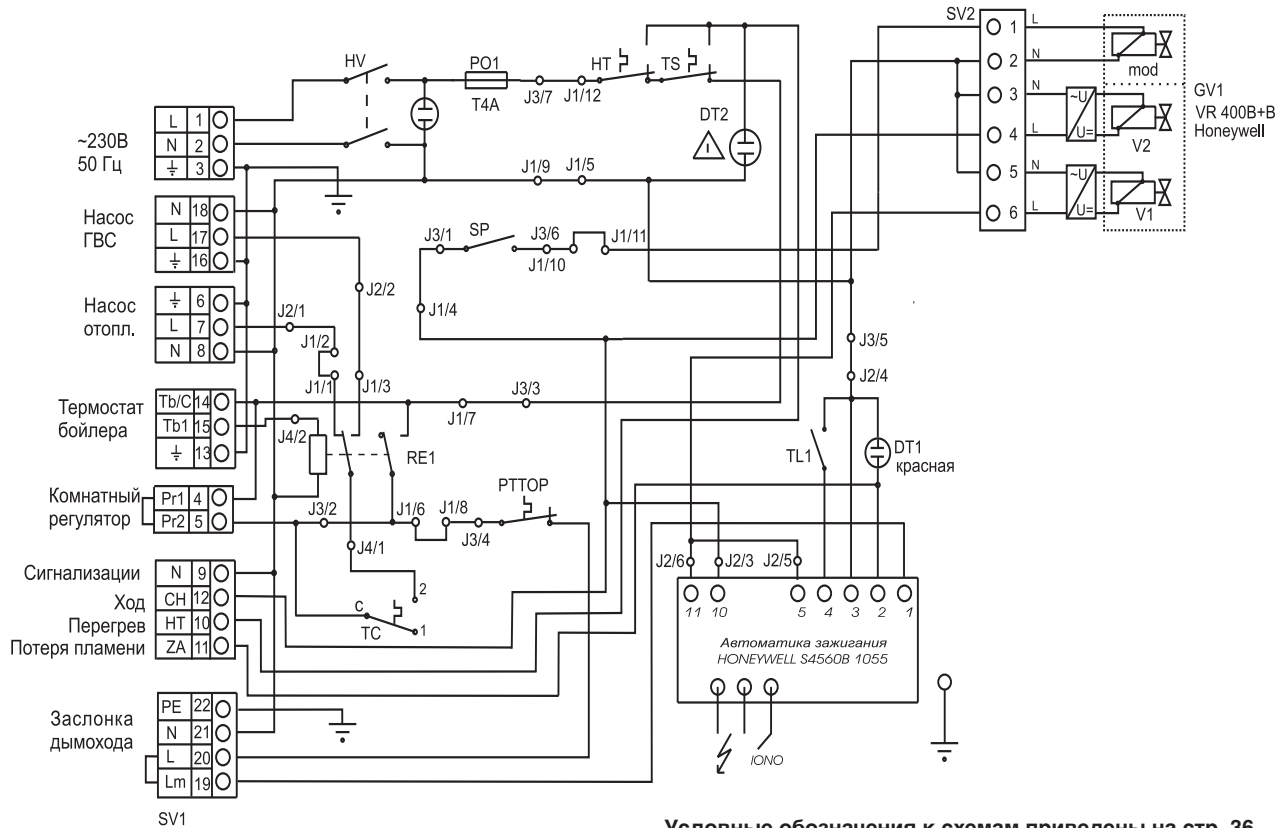 HV
PO1
T4A
J3/7
J1/12
HT
TS
DT2
J1/9
J1/5
~230В
50 Гц
L 1
N 2
3
Насос
ГВС
N 18
L 17
16
Насос
отопл.
6
L 7
N 8
J2/1
J1/2
J1/1
J2/2
J1/3
Термостат
бойлера
Tb/C 14
Tb1 15
13
J4/2
RE1
J1/7
J3/3
Комнатный
регулятор
Pr1 4
Pr2 5
J3/2
J1/6
J1/8
J3/4
PTTOP
J4/1
2
C
TC
1
Сигнализации
Ход
Перегрев
Потеря пламени
N 9
CH 12
HT 10
ZA 11
Заслонка
дымохода
PE 22
N 21
L 20
Lm 19
SV1
J3/1
SP
J3/6
J1/10
J1/11
J1/4
SV2
1 L
2 N
3 N
4 L
5 N
6 L
~U
U=
~U
U=
mod
V2
V1
GV1
VR 400B+B
Honeywell
J3/5
J2/4
TL1
DT1
красная
J2/6
J2/3
J2/5
11 10 5 4 3 2 1
Автоматика зажигания
HONEYWELL S4560B 1055
IONO
Условные обозначения к схемам приведены на стр. 36